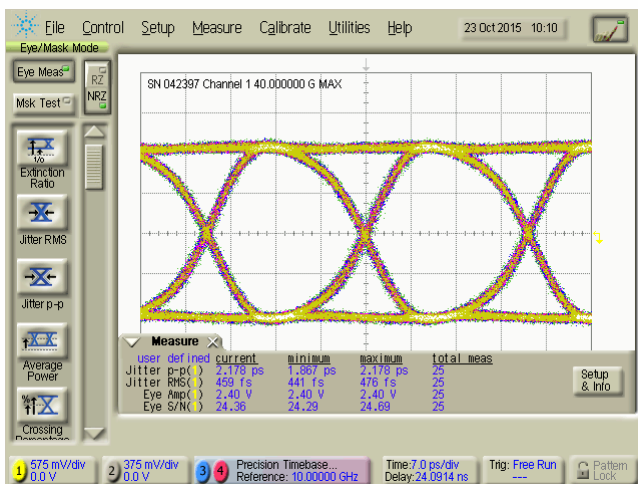 File Control Setup Measure Calibrate Utilities Help 23 Oct 2015 10:10
Eye/Mask Mode
Eye Meas
RZ
NRZ
Msk Test
Extinction
Ratio
Jitter RMS
Jitter p-p
Average
Power
Crossing
SN 042397 Channel 1 40.000000 G MAX
Measure
user defined current minimum maximum total meas
Jitter p-p(1) 2.178 ps 1.867 ps 2.178 ps 25
Jitter RMS(1) 459 fs 441 fs 476 fs 25
Eye Amp(1) 2.40 V 2.40 V 2.40 V 25
Eye S/N(1) 24.36 24.29 24.69 25
Setup
& Info
1 575 mV/div
0.0 V
2 375 mV/div
0.0 V
3 4 Precision Timebase...
Reference: 10.00000 GHz
Time:7.0 ps/div
Delay:24.0914 ns
Trig: Free Run
---
Pattern
Lock